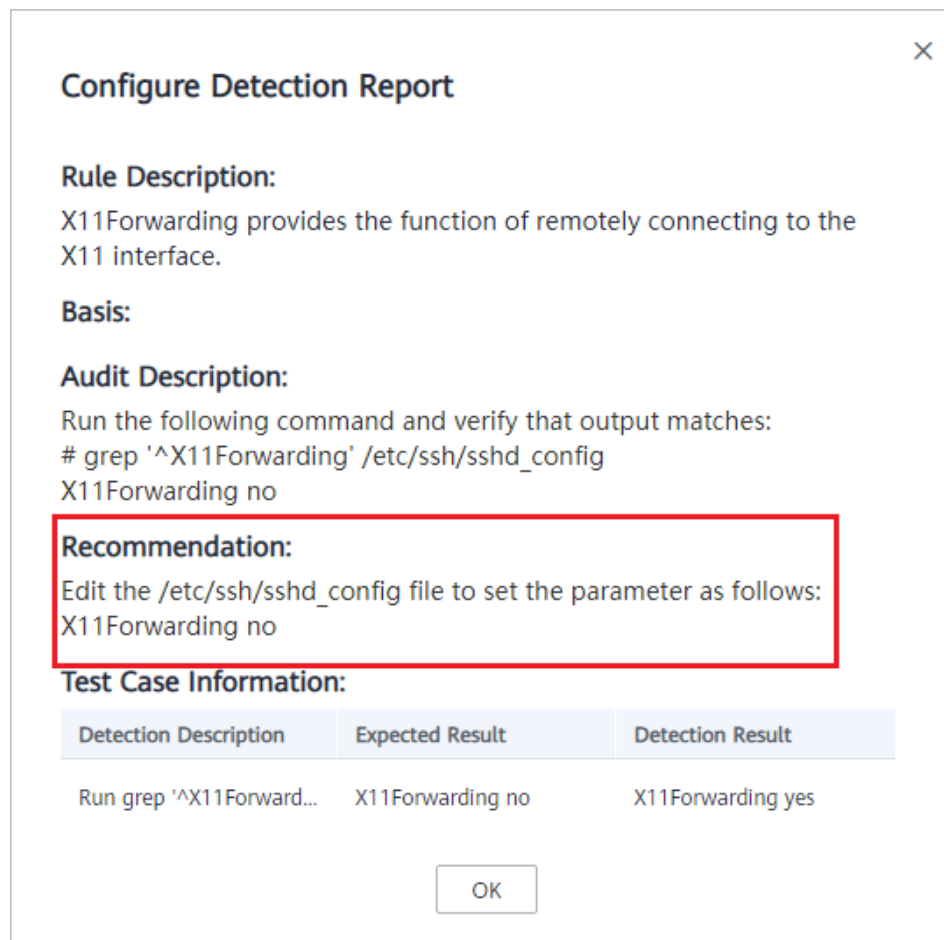 Configure Detection Report
Rule Description:
X11Forwarding provides the function of remotely connecting to the
X11 interface.
Basis:
Audit Description:
Run the following command and verify that output matches:
# grep '^X11Forwarding' /etc/ssh/sshd_config
X11Forwarding no
Recommendation:
Edit the /etc/ssh/sshd_config file to set the parameter as follows:
X11Forwarding no
Test Case Information:
Detection Description Expected Result Detection Result
Run grep '^X11Forward... X11Forwarding no X11Forwarding yes
OK